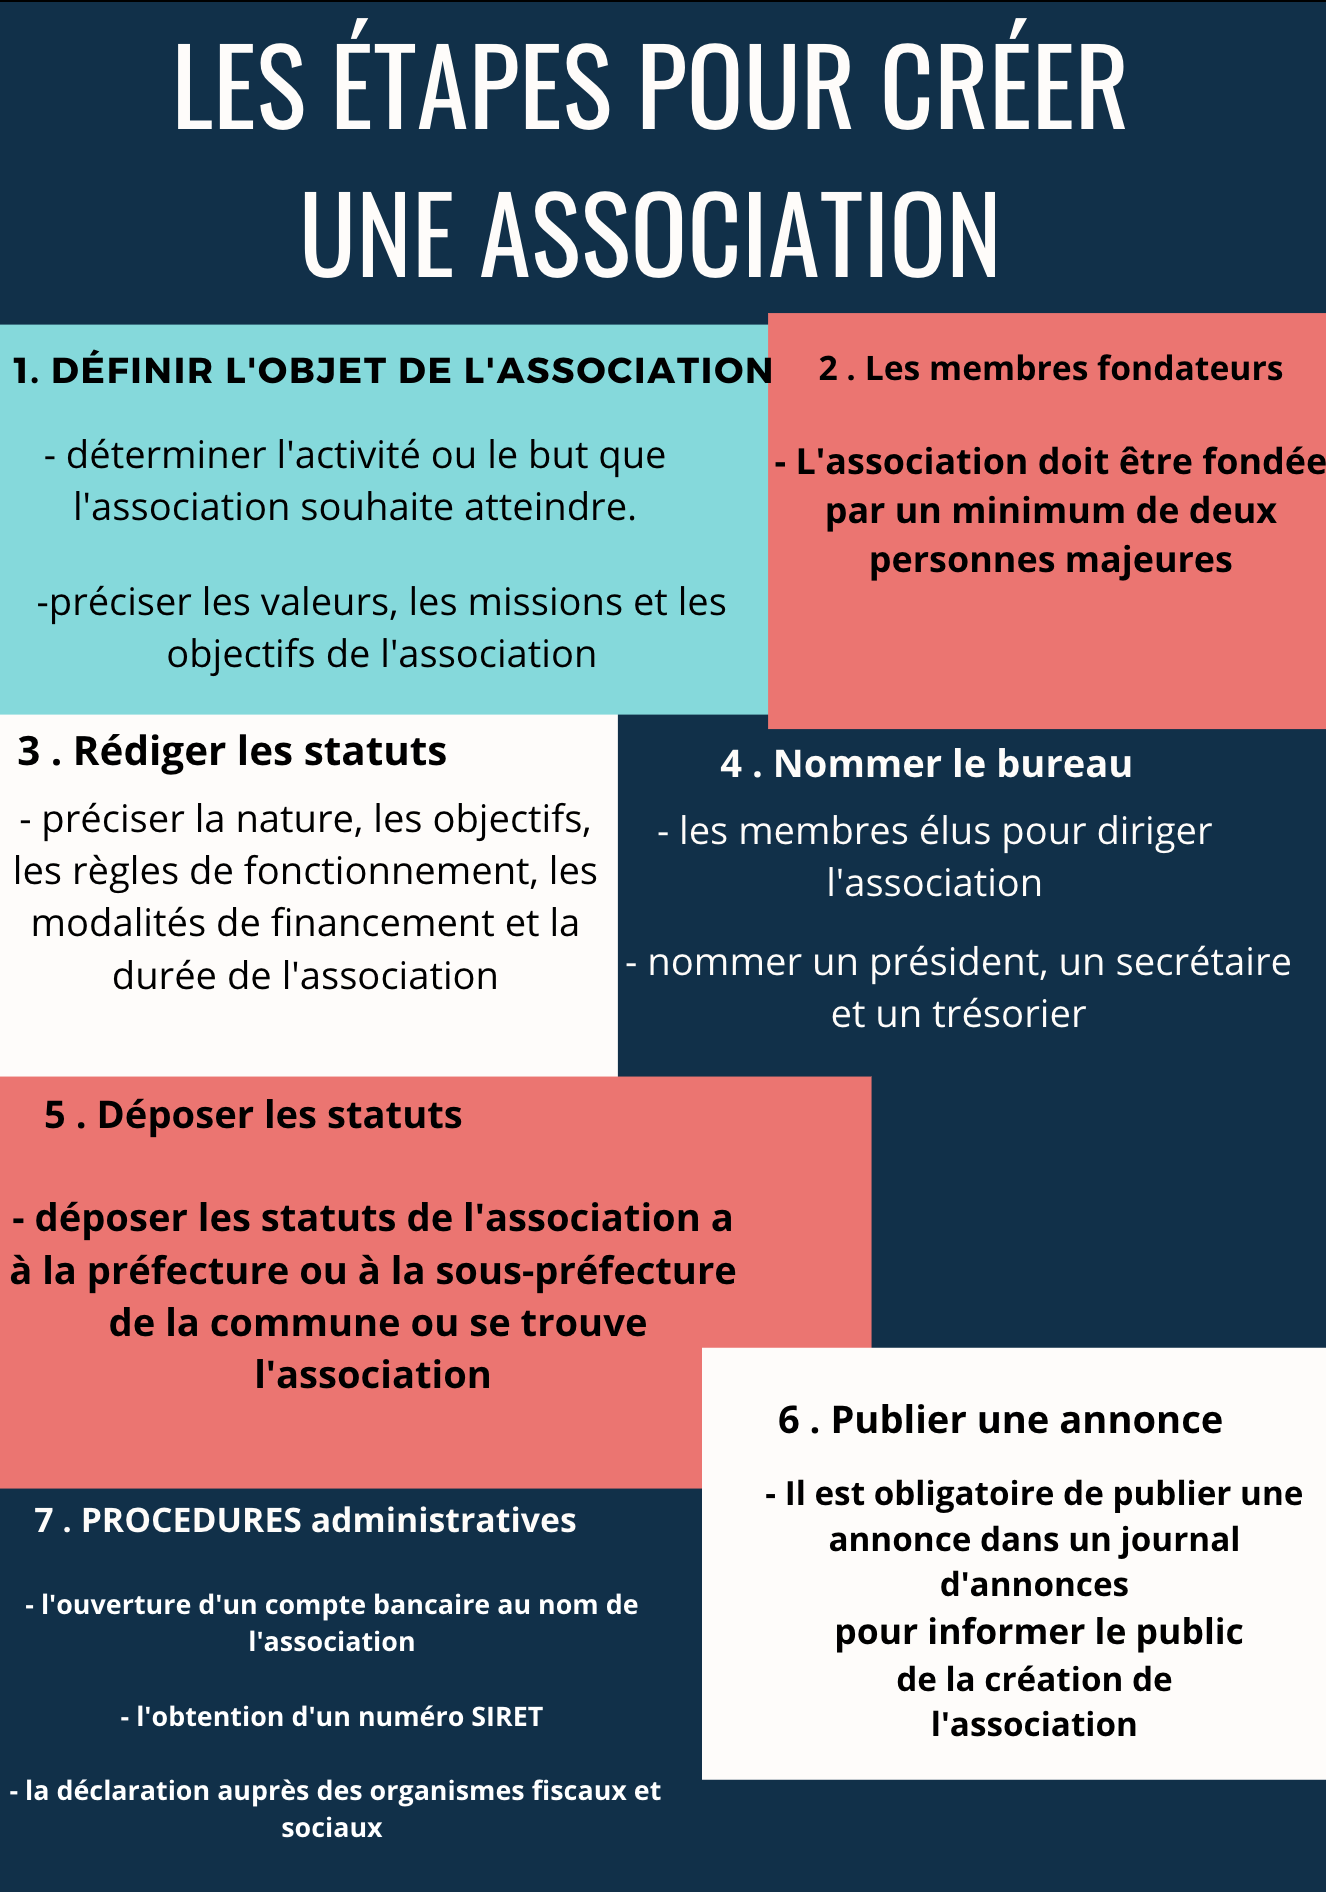 LES ÉTAPES POUR CRÉER
UNE ASSOCIATION
1. DÉFINIR L'OBJET DE L'ASSOCIATION
- déterminer l'activité ou le but que
l'association souhaite atteindre.
-préciser les valeurs, les missions et les
objectifs de l'association
2 . Les membres fondateurs
- L'association doit être fondée
par un minimum de deux
personnes majeures
3 . Rédiger les statuts
- préciser la nature, les objectifs,
les règles de fonctionnement, les
modalités de financement et la
durée de l'association
4 . Nommer le bureau
- les membres élus pour diriger
l'association
- nommer un président, un secrétaire
et un trésorier
5 . Déposer les statuts
- déposer les statuts de l'association a
à la préfecture ou à la sous-préfecture
de la commune ou se trouve
l'association
6 . Publier une annonce
- Il est obligatoire de publier une
annonce dans un journal
d'annonces
pour informer le public
de la création de
l'association
7 . PROCEDURES administratives
- l'ouverture d'un compte bancaire au nom de
l'association
- l'obtention d'un numéro SIRET
- la déclaration auprès des organismes fiscaux et
sociaux